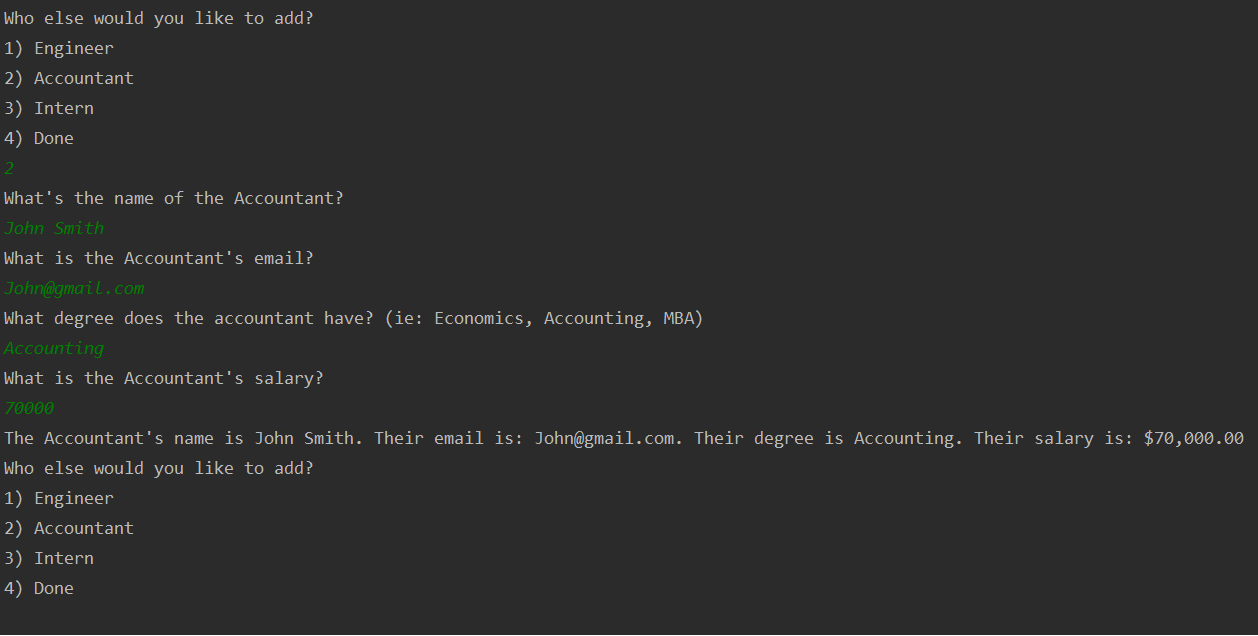 Who else would you like to add?
1) Engineer
2) Accountant
3) Intern
4) Done
2
What's the name of the Accountant?
John Smith
What is the Accountant's email?
John@gmail.com
What degree does the accountant have? (ie: Economics, Accounting, MBA)
Accounting
What is the Accountant's salary?
70000
The Accountant's name is John Smith. Their email is: John@gmail.com. Their degree is Accounting. Their salary is: $70,000.00
Who else would you like to add?
1) Engineer
2) Accountant
3) Intern
4) Done